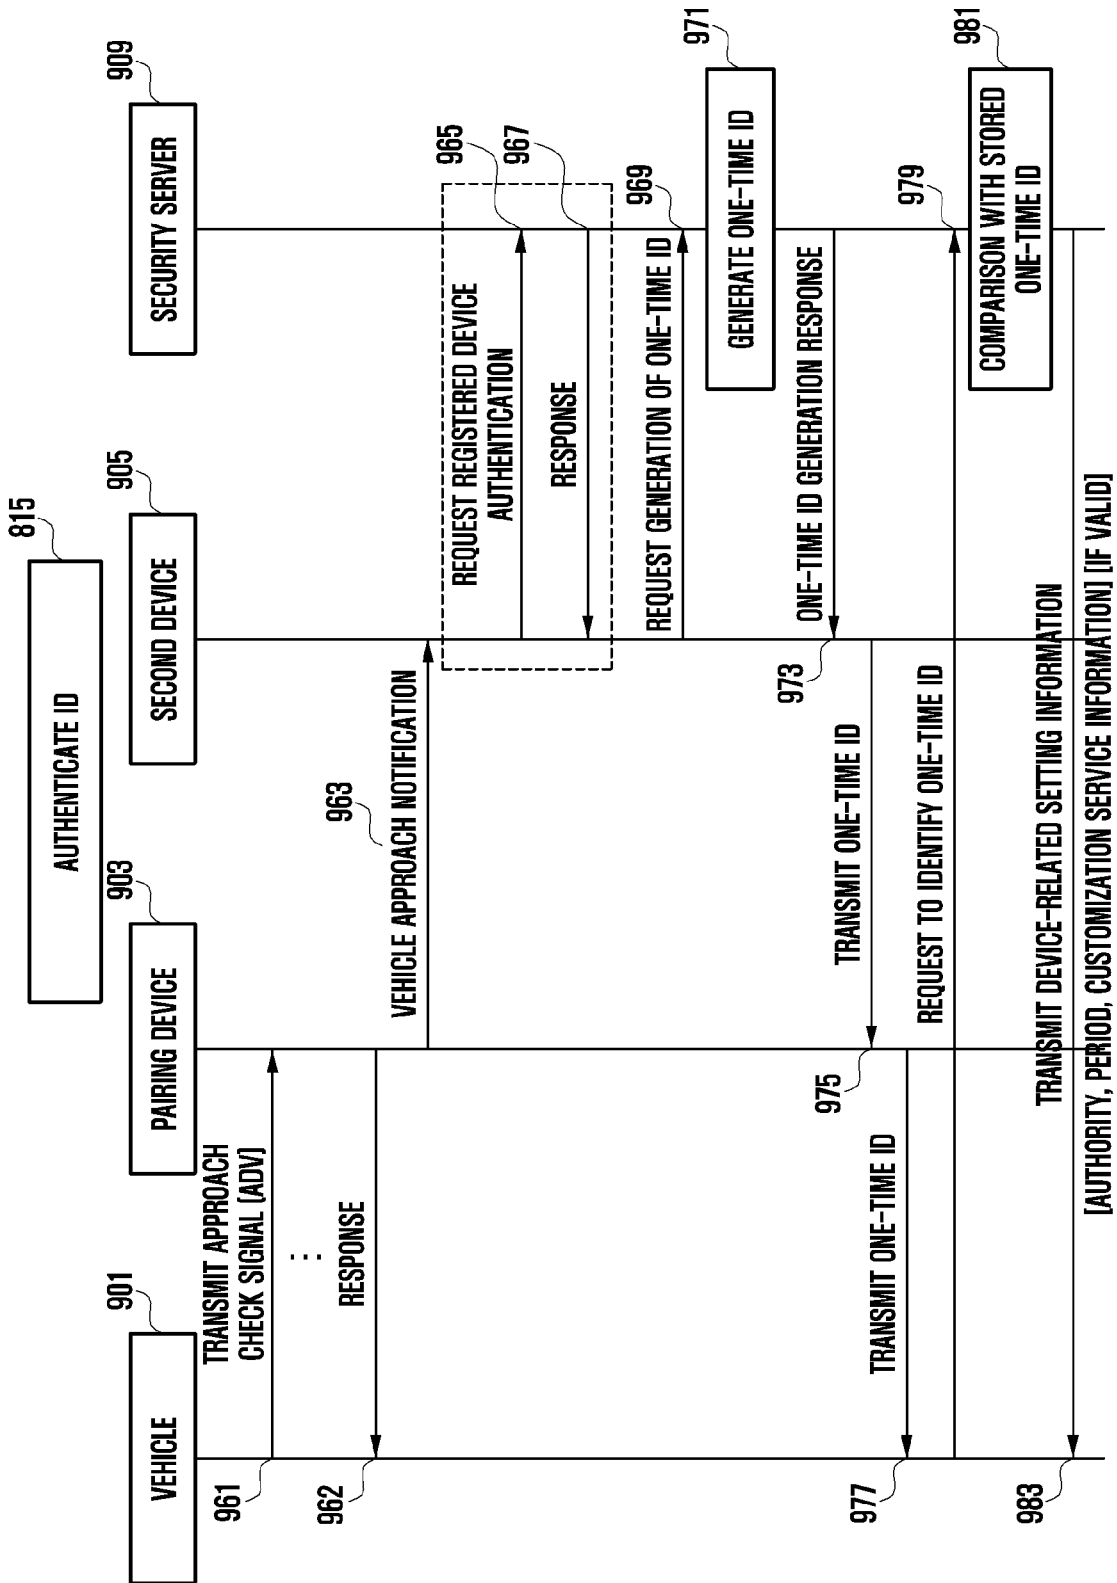 AUTHENTICATE ID
815
VEHICLE
901
PAIRING DEVICE
903
SECOND DEVICE
905
SECURITY SERVER
909
TRANSMIT APPROACH
CHECK SIGNAL (ADV)
961
...
RESPONSE
962
963
VEHICLE APPROACH NOTIFICATION
REQUEST REGISTERED DEVICE
AUTHENTICATION
965
RESPONSE
967
REQUEST GENERATION OF ONE-TIME ID
969
GENERATE ONE-TIME ID
971
ONE-TIME ID GENERATION RESPONSE
973
TRANSMIT ONE-TIME ID
975
TRANSMIT ONE-TIME ID
977
REQUEST TO IDENTIFY ONE-TIME ID
979
COMPARISON WITH STORED
ONE-TIME ID
981
TRANSMIT DEVICE-RELATED SETTING INFORMATION
[AUTHORITY, PERIOD, CUSTOMIZATION SERVICE INFORMATION] [IF VALID]
983